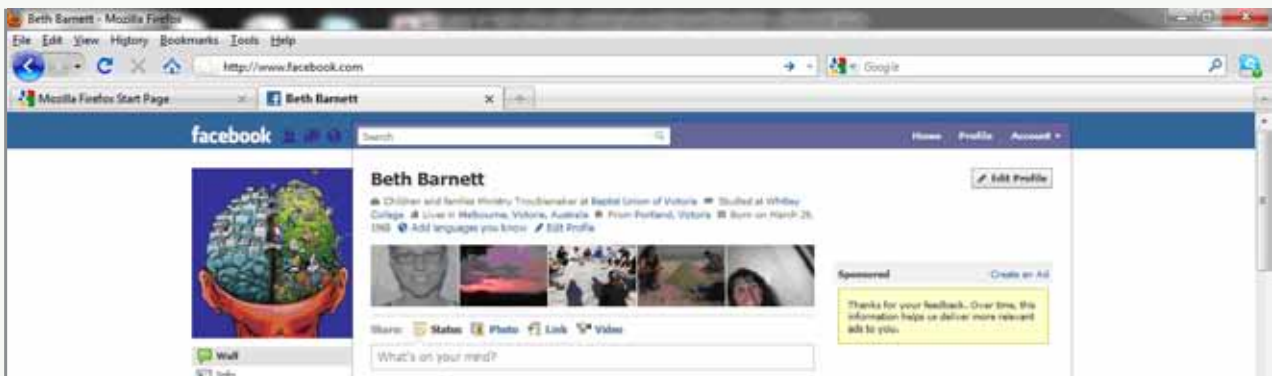 Beth Barnett - Mozilla Firefox
File Edit View History Bookmarks Tools Help
http://www.facebook.com
Google
Mozilla Firefox Start Page
Beth Barnett
facebook
Search
Home Profile Account
Beth Barnett
Edit Profile
Children and families Ministry Troublemaker at Baptist Union of Victoria Studied at Whitley
College Lives in Melbourne, Victoria, Australia From Portland, Victoria Born on March
Add languages you know Edit Profile
Sponsored Create an Ad
Thanks for your feedback. Over time, this
information helps us deliver more relevant
ads to you.
Share: Status Photo Link Video
What's on your mind?
Wall
Info